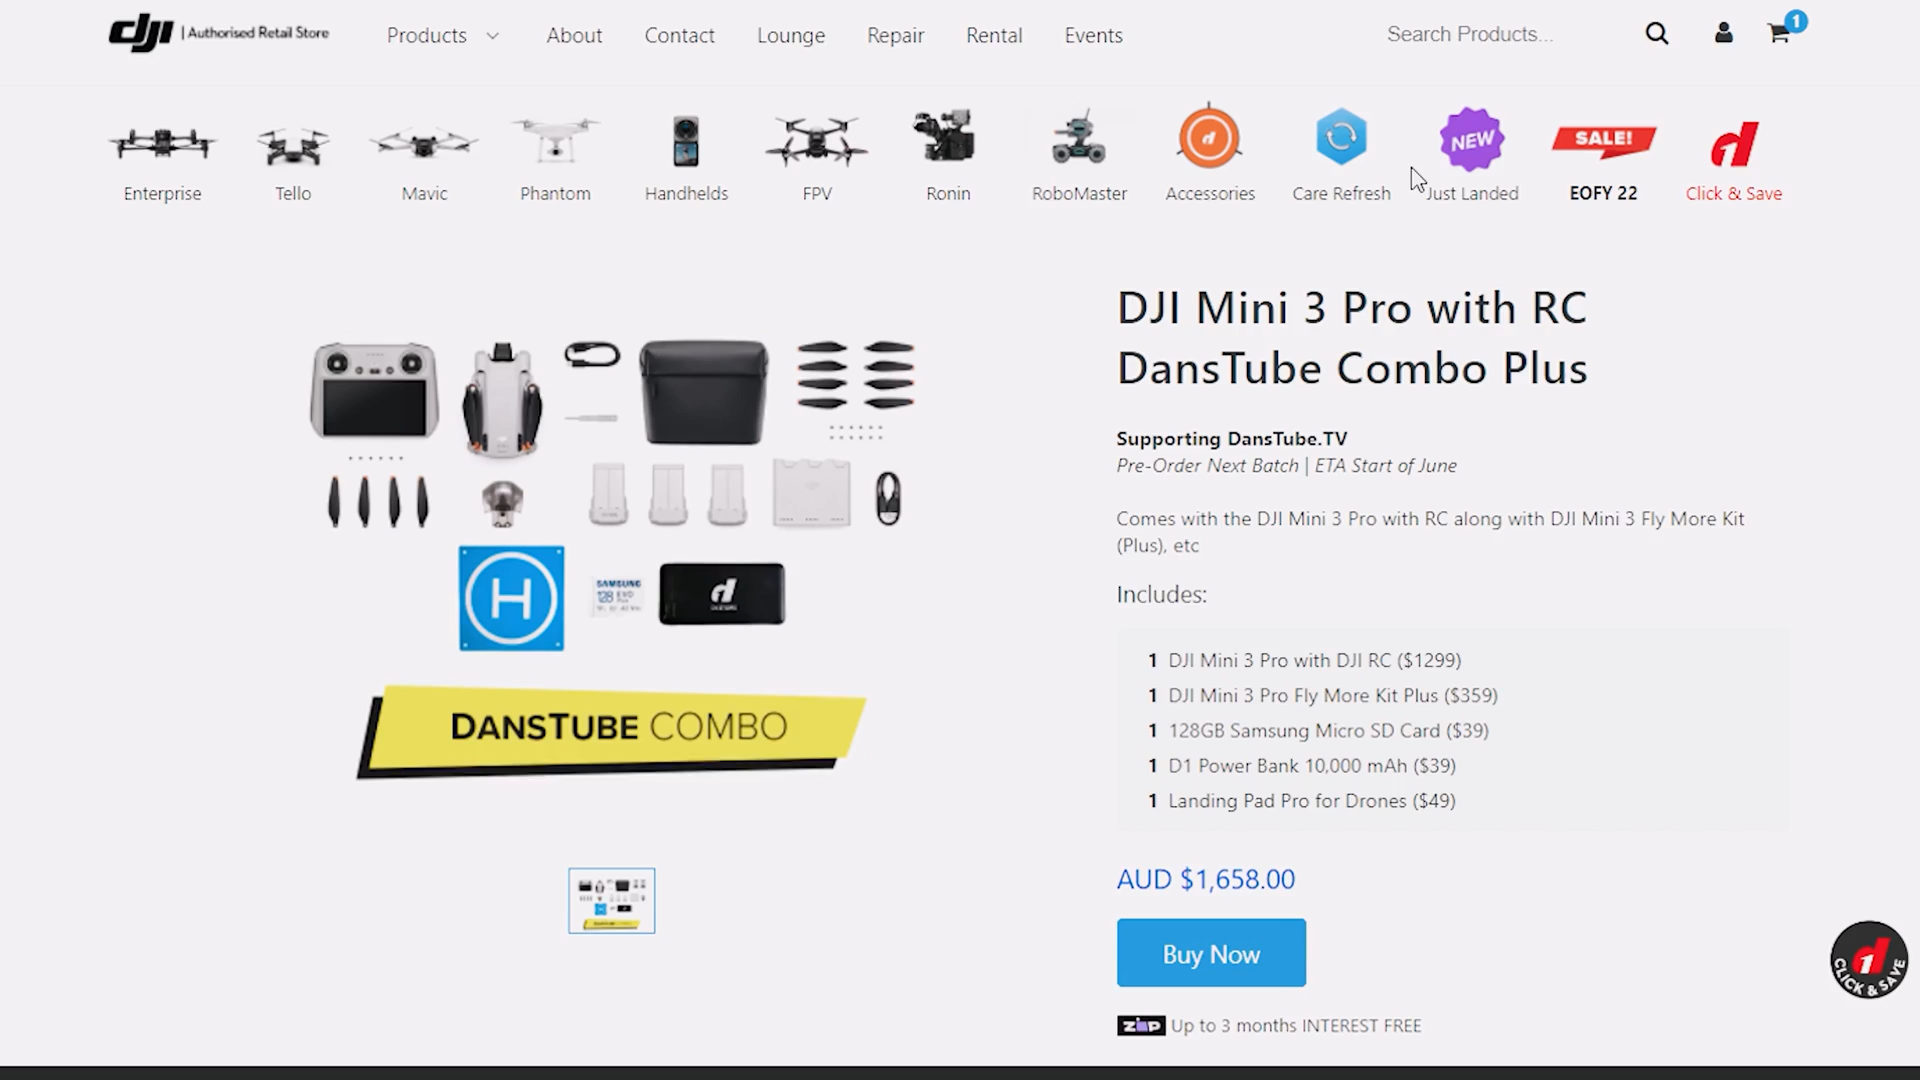 dji | Authorised Retail Store
Products
About
Contact
Lounge
Repair
Rental
Events
Search Products...
1
NEW
SALE!
Enterprise
Tello
Mavic
Phantom
Handhelds
FPV
Ronin
RoboMaster
Accessories
Care Refresh
Just Landed
EOFY 22
Click & Save
DJI Mini 3 Pro with RC
DansTube Combo Plus
Supporting DansTube.TV
Pre-Order Next Batch | ETA Start of June
Comes with the DJI Mini 3 Pro with RC along with DJI Mini 3 Fly More Kit
(Plus), etc
Includes:
1 DJI Mini 3 Pro with DJI RC ($1299)
1 DJI Mini 3 Pro Fly More Kit Plus ($359)
1 128GB Samsung Micro SD Card ($39)
1 D1 Power Bank 10,000 mAh ($39)
1 Landing Pad Pro for Drones ($49)
H
SAMSUNG
128 EVO
Plus
DANSTUBE COMBO
AUD $1,658.00
Buy Now
CLICK & SAVE
zip Up to 3 months INTEREST FREE